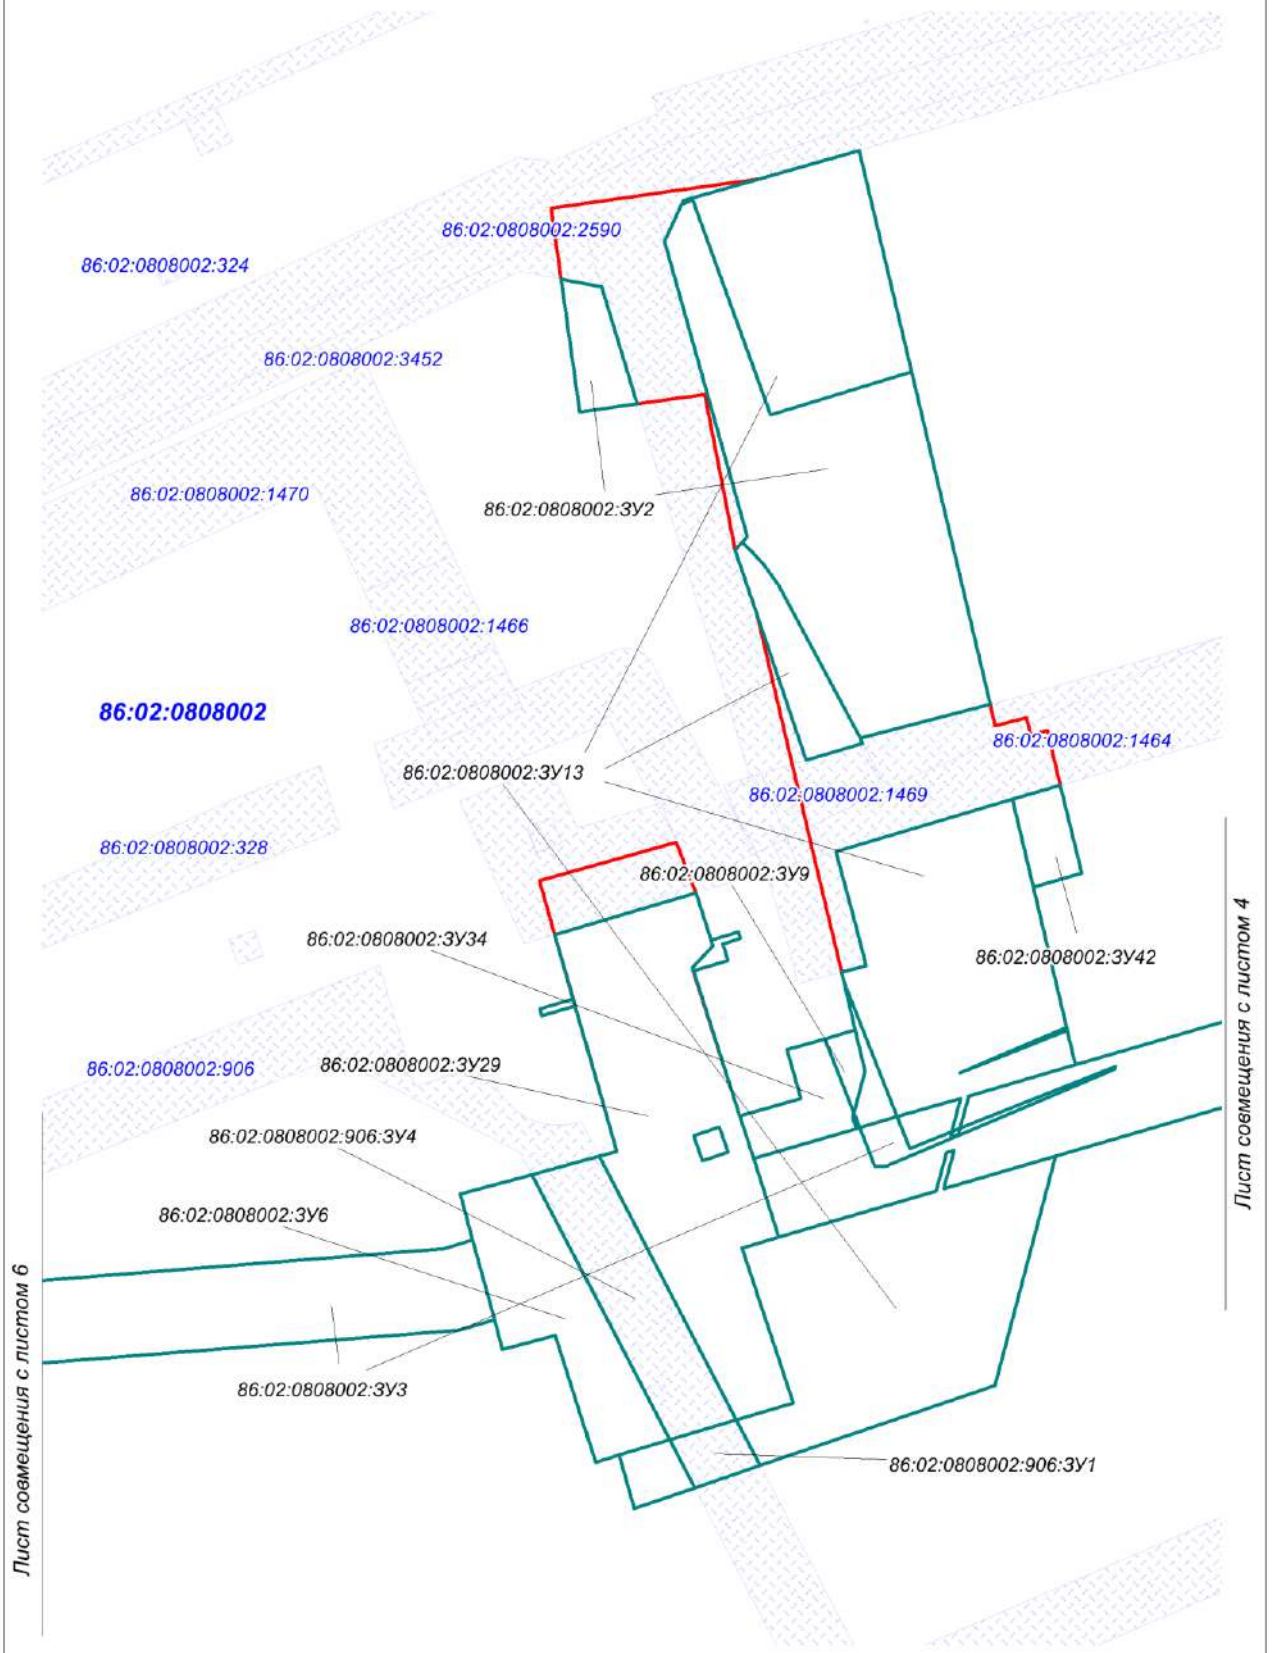 86:02:0808002:2590
86:02:0808002:324
86:02:0808002:3452
86:02:0808002:1470
86:02:0808002:ЗУ2
86:02:0808002:1466
86:02:0808002
86:02:0808002:1464
86:02:0808002:ЗУ13
86:02:0808002:1469
86:02:0808002:328
86:02:0808002:ЗУ9
86:02:0808002:ЗУ34
86:02:0808002:ЗУ42
Лист совмещения с листом 4
86:02:0808002:906
86:02:0808002:ЗУ29
86:02:0808002:906:ЗУ4
86:02:0808002:ЗУ6
Лист совмещения с листом 6
86:02:0808002:ЗУ3
86:02:0808002:906:ЗУ1